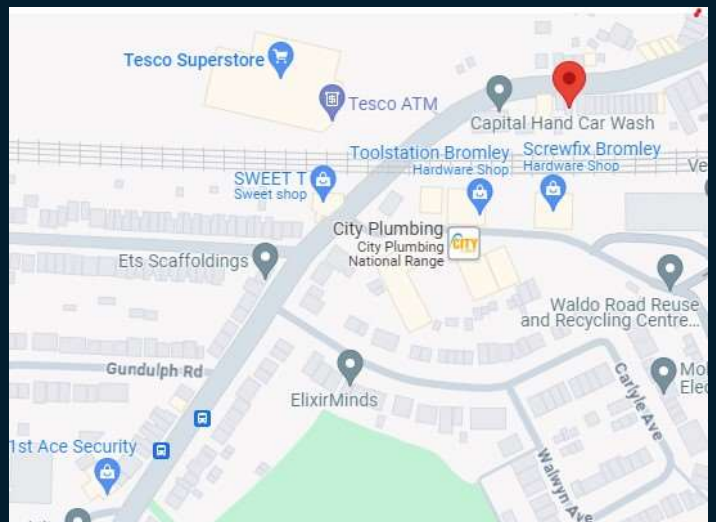 Tesco Superstore
Tesco ATM
Capital Hand Car Wash
Toolstation Bromley
Hardware Shop
Screwfix Bromley
Hardware Shop
SWEET T
Sweet shop
City Plumbing
City Plumbing
National Range
CITY
Ets Scaffoldings
Waldo Road Reuse
and Recycling Centre...
Gundulph Rd
ElixirMinds
Carlyle Ave
Walwyn Ave
1st Ace Security